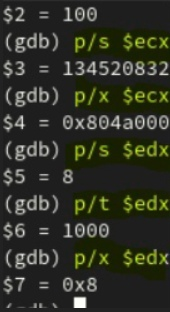 $2 = 100
(gdb) p/s $ecx
$3 = 134520832
(gdb) p/x $ecx
$4 = 0x804a000
(gdb) p/s $edx
$5 = 8
(gdb) p/t $edx
$6 = 1000
(gdb) p/x $edx
$7 = 0x8
(gdb)